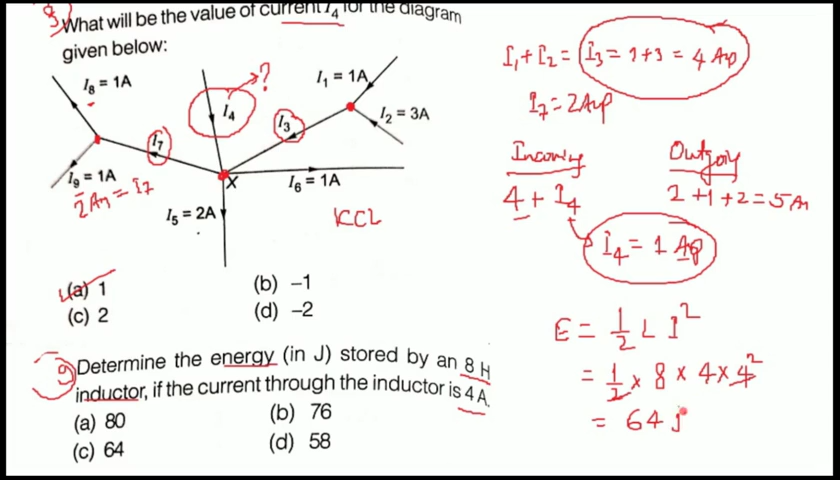 8) What will be the value of current I₄ for the diagram
given below:
I₈ = 1A
I₄
?
I₁ = 1A
I₂ = 3A
I₃
I₇
I₉ = 1A
2Am = I₇
X
I₆ = 1A
I₅ = 2A
KCL
(a) 1
(b) −1
(c) 2
(d) −2
9) Determine the energy (in J) stored by an 8 H
inductor, if the current through the inductor is 4 A.
(a) 80
(b) 76
(c) 64
(d) 58
I₁ + I₂ = I₃ = 1+3 = 4 Amp
I₇ = 2Amp
Incoming
Outgoing
4 + I₄
2 +1 +2 = 5 Am
I₄ = 1 Amp
E = 1/2 L I²
= 1/2 × 8 × 4 × 4²
= 64 J